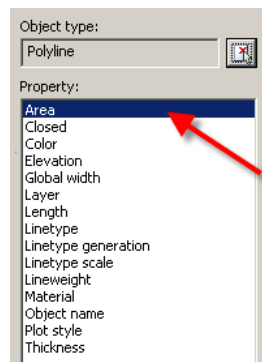 Object type:
Polyline
Property:
Area
Closed
Color
Elevation
Global width
Layer
Length
Linetype
Linetype generation
Linetype scale
Lineweight
Material
Object name
Plot style
Thickness